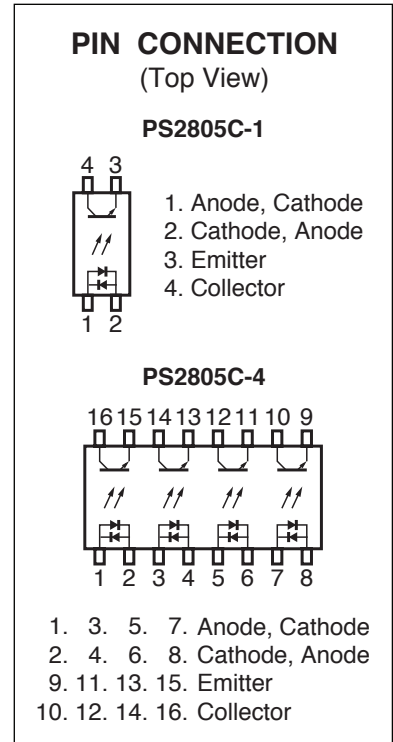 PIN CONNECTION
(Top View)
PS2805C-1
4 3
1. Anode, Cathode
2. Cathode, Anode
3. Emitter
4. Collector
1 2
PS2805C-4
16 15 14 13 12 11 10 9
1 2 3 4 5 6 7 8
1. 3. 5. 7. Anode, Cathode
2. 4. 6. 8. Cathode, Anode
9. 11. 13. 15. Emitter
10. 12. 14. 16. Collector